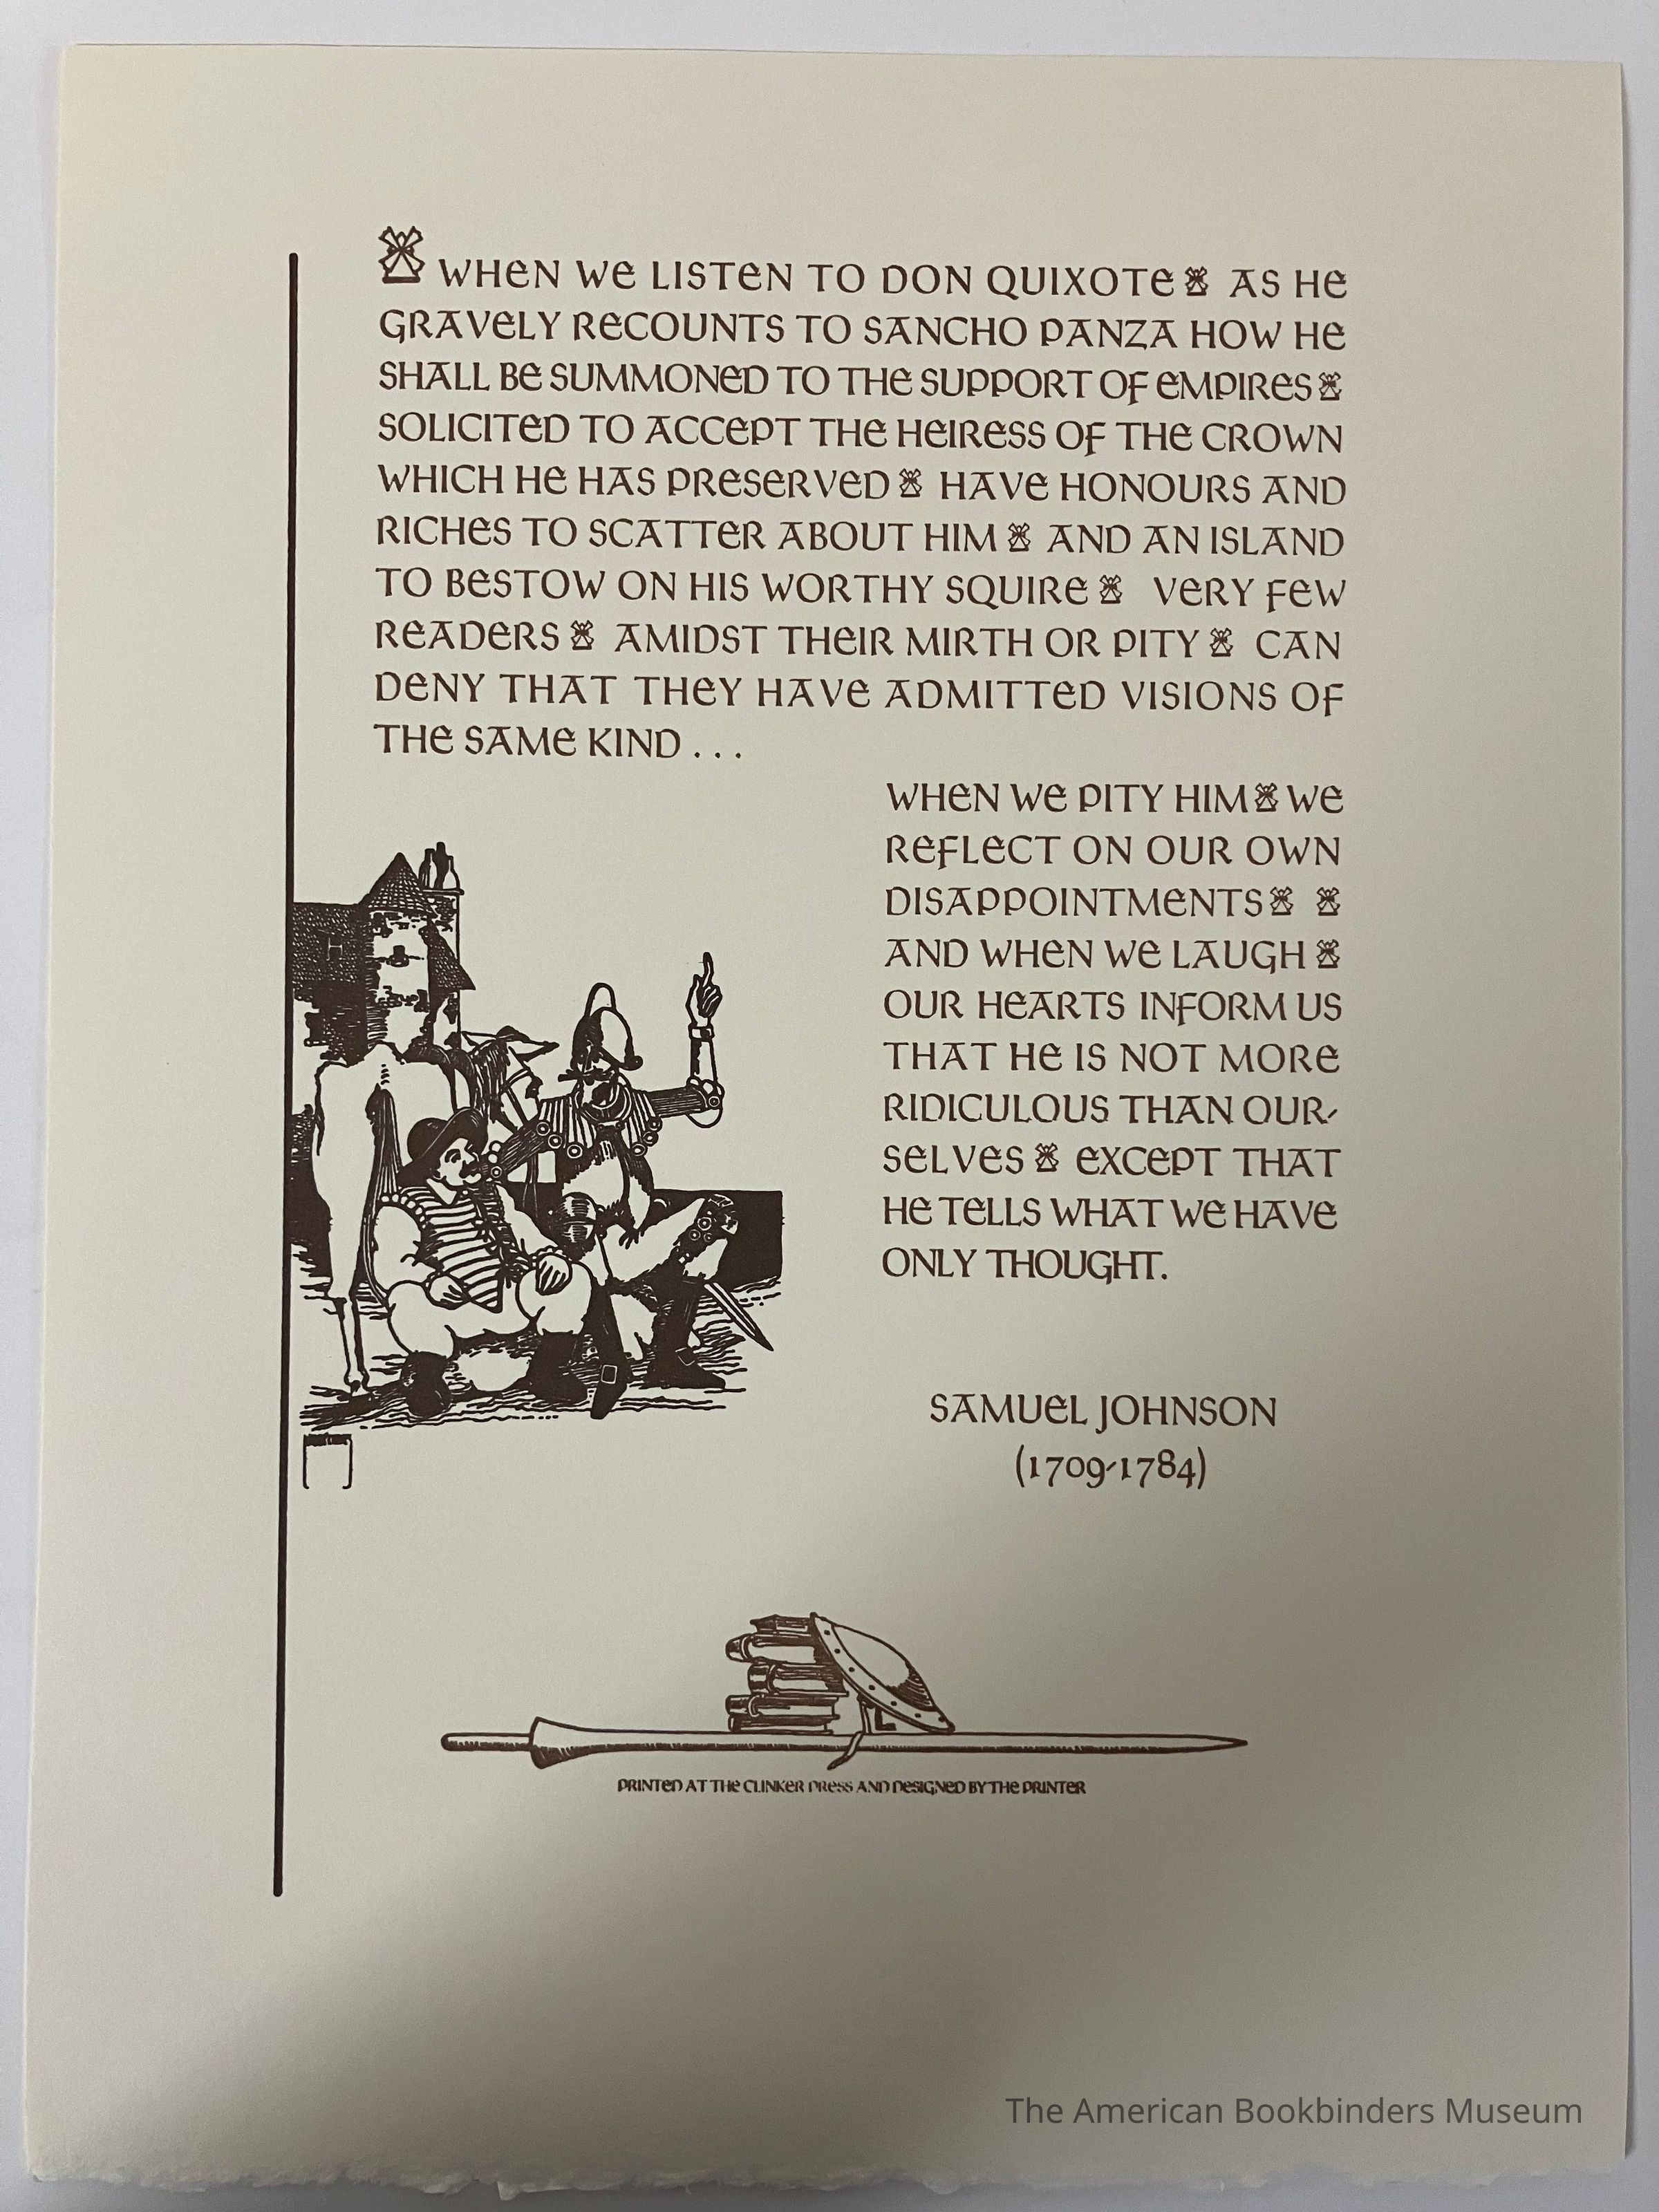 WHEN WE LISTEN TO DON QUIXOTE AS HE
GRAVELY RECOUNTS TO SANCHO PANZA HOW HE
SHALL BE SUMMONED TO THE SUPPORT OF EMPIRES
SOLICITED TO ACCEPT THE HEIRESS OF THE CROWN
WHICH HE HAS PRESERVED HAVE HONOURS AND
RICHES TO SCATTER ABOUT HIM AND AN ISLAND
TO BESTOW ON HIS WORTHY SQUIRE VERY FEW
READERS AMIDST THEIR MIRTH OR PITY CAN
DENY THAT THEY HAVE ADMITTED VISIONS OF
THE SAME KIND . . .
WHEN WE PITY HIM WE
REFLECT ON OUR OWN
DISAPPOINTMENTS
AND WHEN WE LAUGH
OUR HEARTS INFORM US
THAT HE IS NOT MORE
RIDICULOUS THAN OUR-
SELVES EXCEPT THAT
HE TELLS WHAT WE HAVE
ONLY THOUGHT.
SAMUEL JOHNSON
(1709-1784)
PRINTED AT THE CLINKER PRESS AND DESIGNED BY THE PRINTER
The American Bookbinders Museum